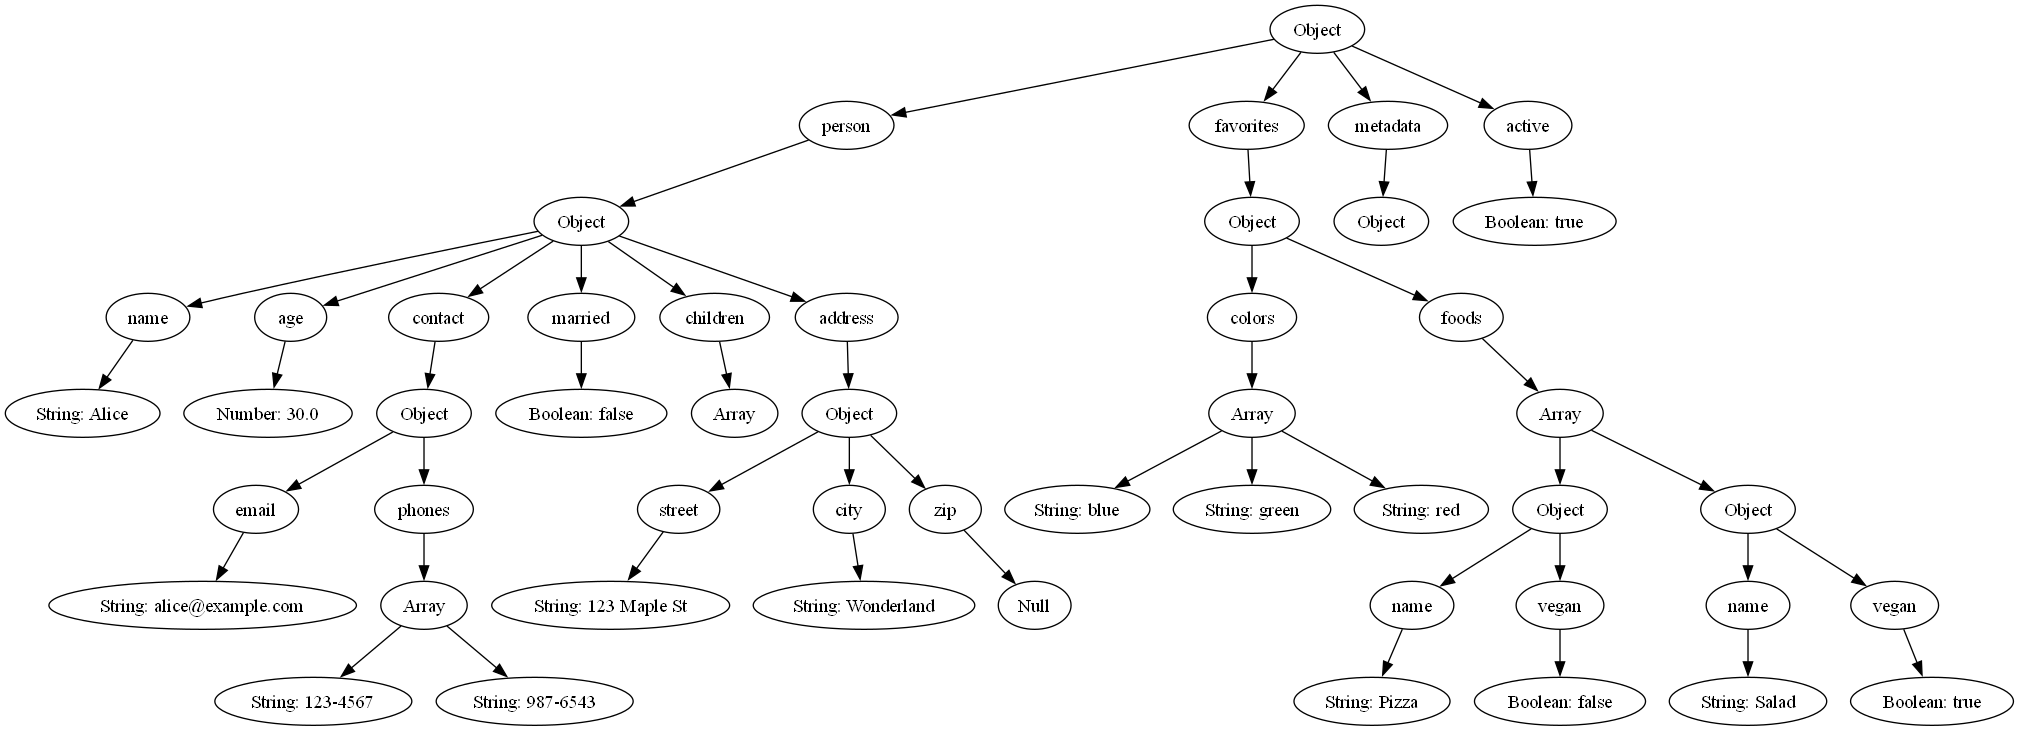 Object
person
favorites
metadata
active
Object
Object
Object
Boolean: true
name
age
contact
married
children
address
colors
foods
String: Alice
Number: 30.0
Object
Boolean: false
Array
Object
Array
Array
email
phones
street
city
zip
String: blue
String: green
String: red
Object
Object
String: alice@example.com
Array
String: 123 Maple St
String: Wonderland
Null
name
vegan
name
vegan
String: 123-4567
String: 987-6543
String: Pizza
Boolean: false
String: Salad
Boolean: true